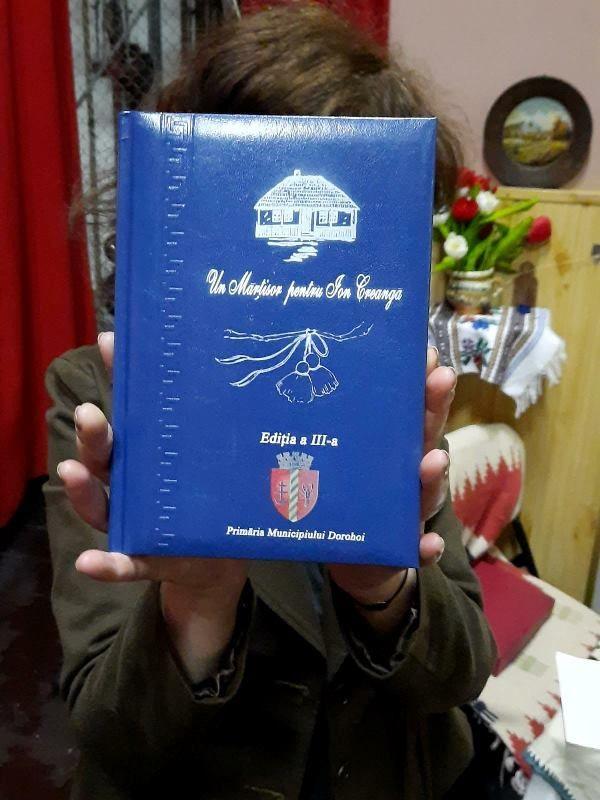 Un Mărțișor pentru Ion Creangă
Ediția a III-a
Primăria Municipiului Dorohoi